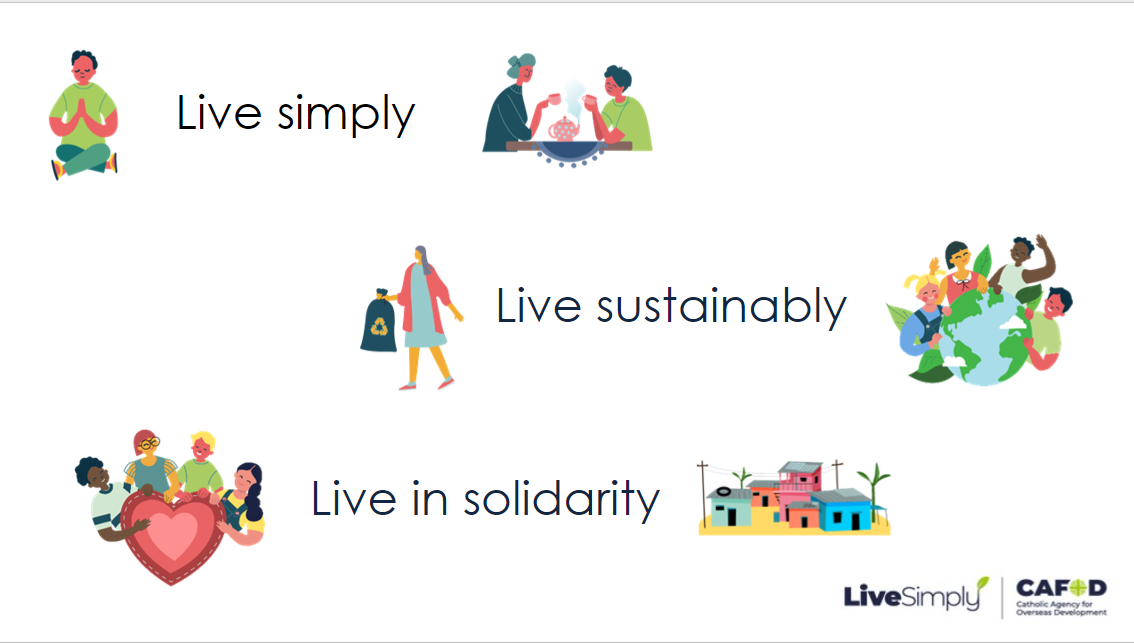 Live simply
Live sustainably
Live in solidarity
LiveSimply
CAFOD
Catholic Agency for
Overseas Development